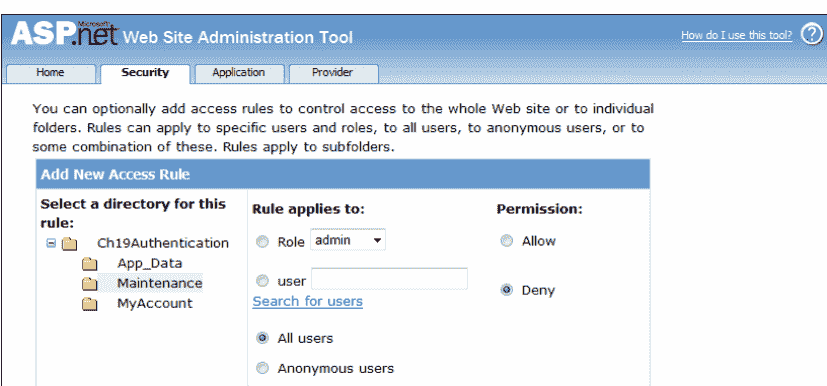 Microsoft
ASP.net Web Site Administration Tool
How do I use this tool? ?
Home Security Application Provider
You can optionally add access rules to control access to the whole Web site or to individual
folders. Rules can apply to specific users and roles, to all users, to anonymous users, or to
some combination of these. Rules apply to subfolders.
Add New Access Rule
Select a directory for this
rule:
Ch19Authentication
App_Data
Maintenance
MyAccount
Rule applies to:
Role admin
user
Search for users
All users
Anonymous users
Permission:
Allow
Deny